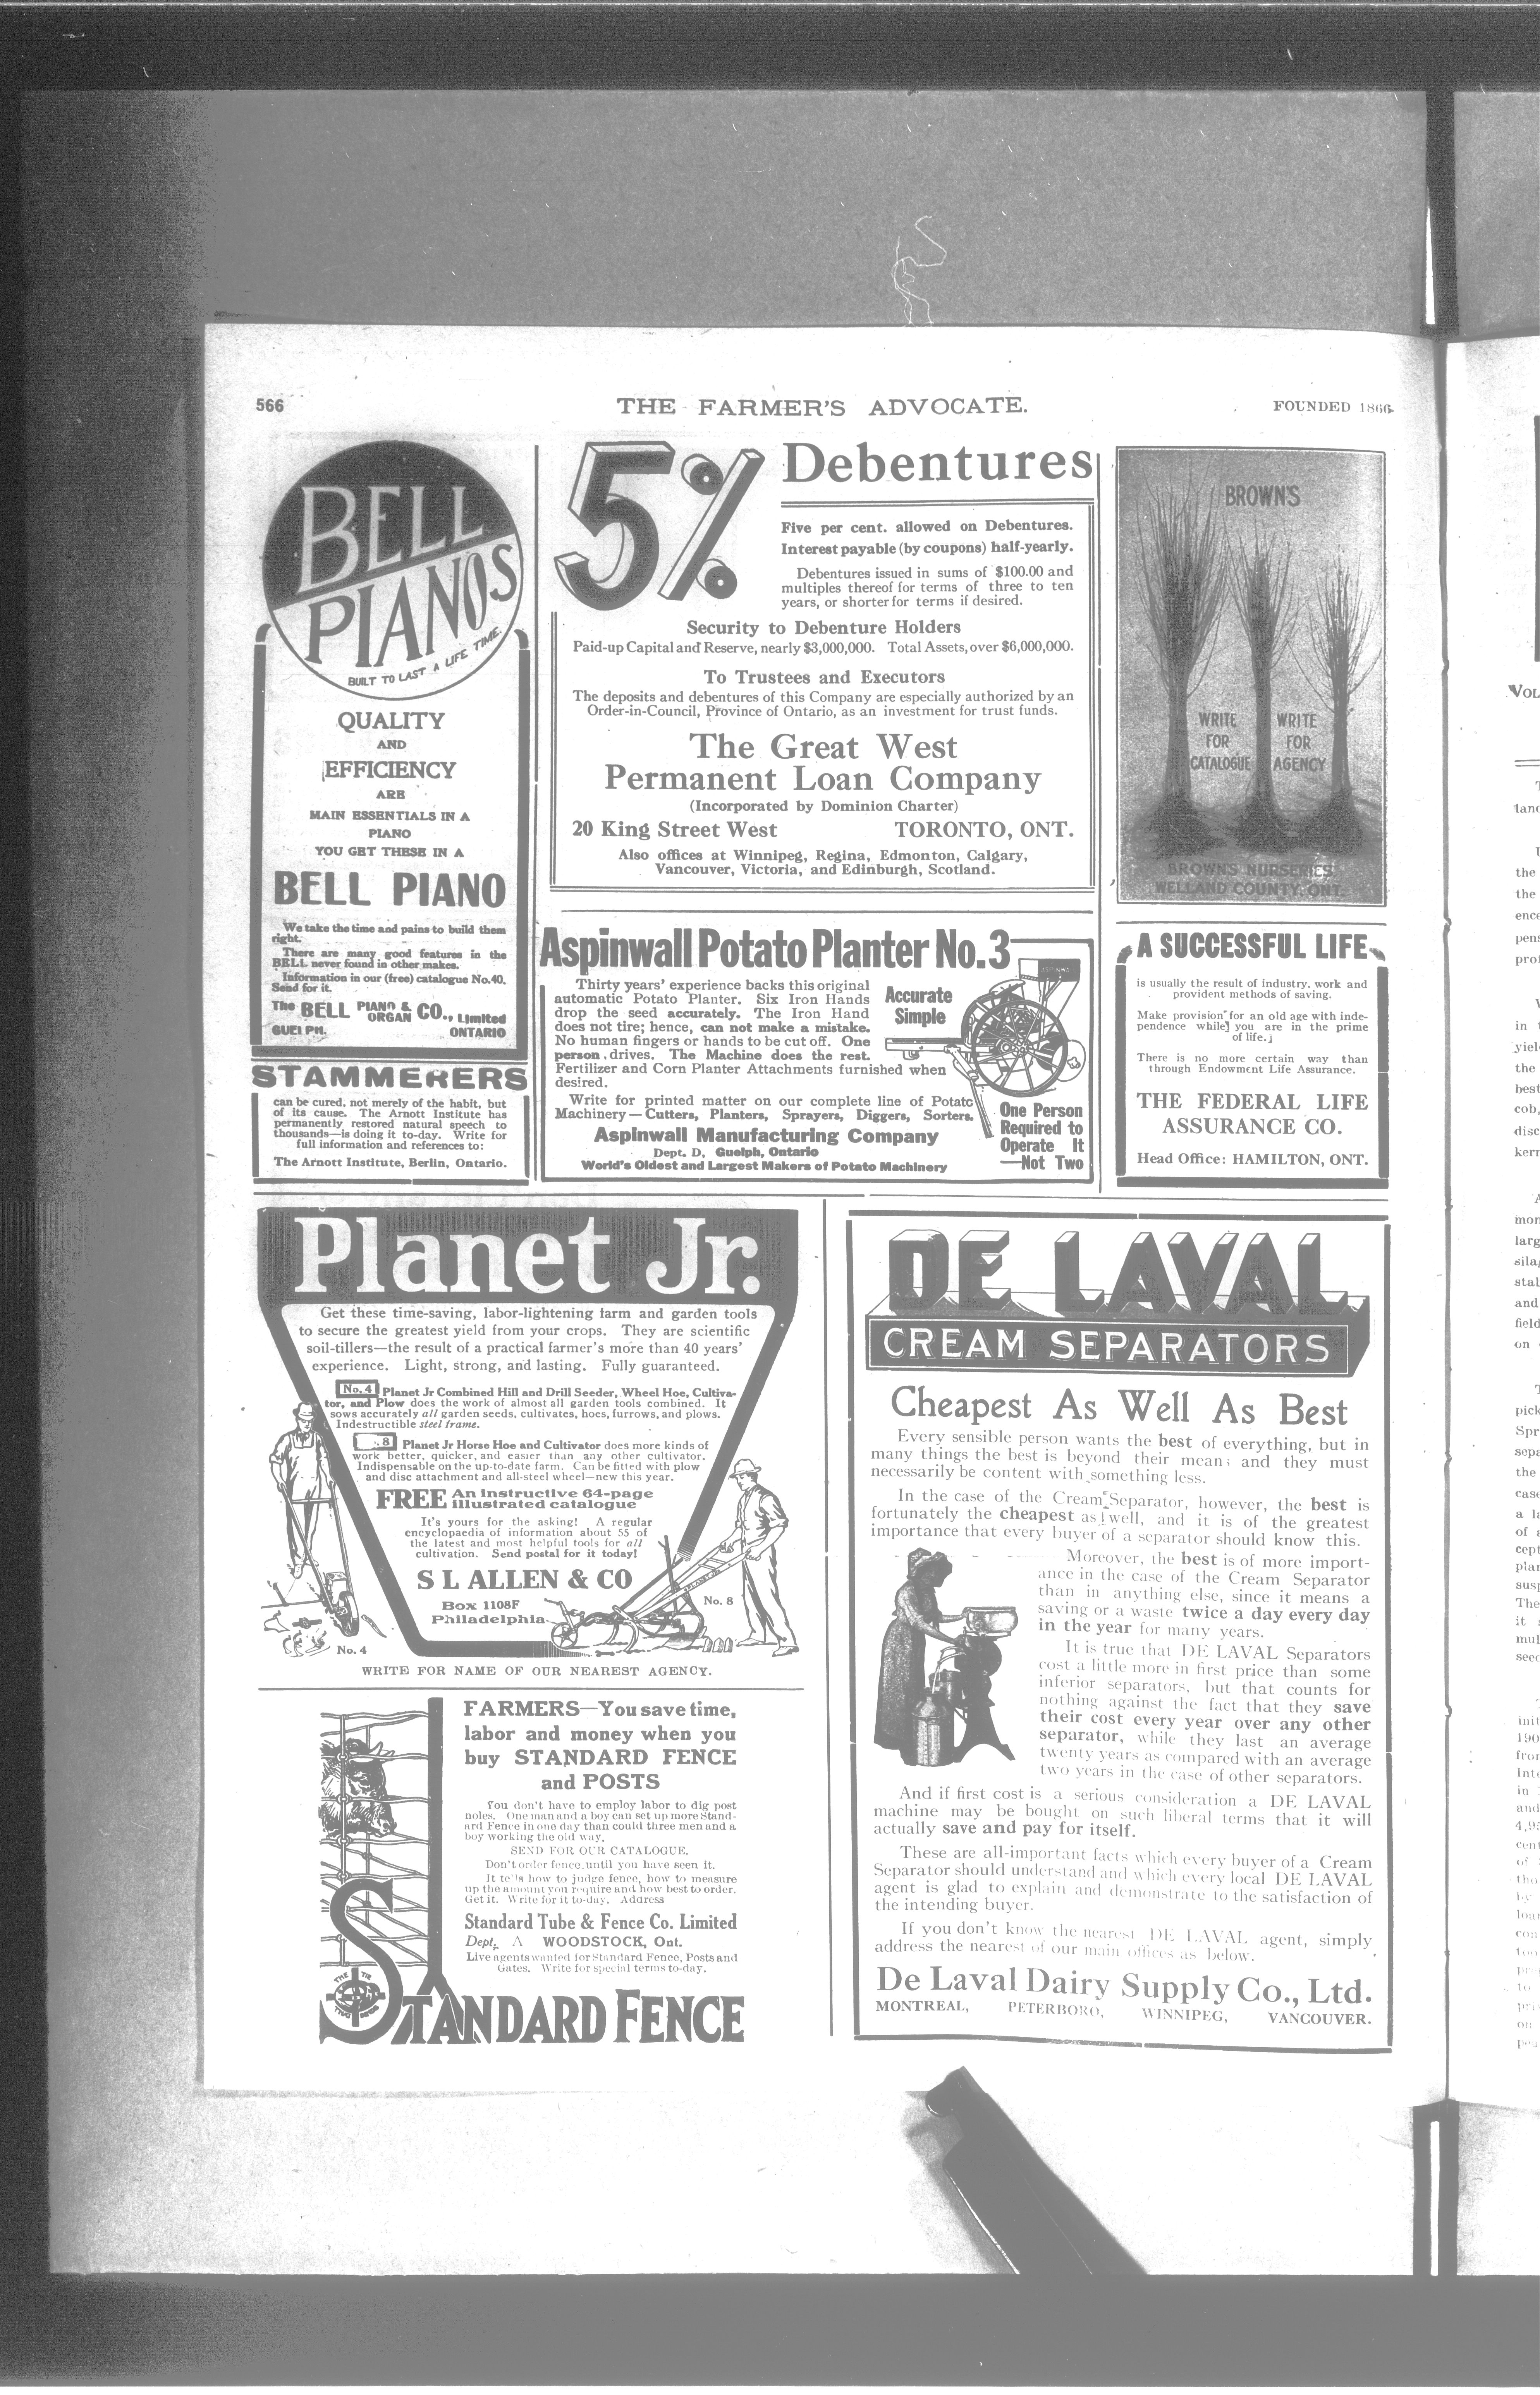 566
THE FARMER'S ADVOCATE.
FOUNDED 1866
BELL
PIANOS
BUILT TO LAST A LIFE TIME.
QUALITY
AND
EFFICIENCY
ARE
MAIN ESSENTIALS IN A
PIANO
YOU GET THESE IN A
BELL PIANO
We take the time and pains to build them
right.
There are many good features in the
BELL never found in other makes.
Information in our (free) catalogue No. 40.
Send for it.
The BELL PIANO & ORGAN CO., Limited
GUELPH. ONTARIO
STAMMERERS
can be cured, not merely of the habit, but
of its cause. The Arnott Institute has
permanently restored natural speech to
thousands—is doing it to-day. Write for
full information and references to:
The Arnott Institute, Berlin, Ontario.
5% Debentures
Five per cent. allowed on Debentures.
Interest payable (by coupons) half-yearly.
Debentures issued in sums of $100.00 and
multiples thereof for terms of three to ten
years, or shorter for terms if desired.
Security to Debenture Holders
Paid-up Capital and Reserve, nearly $3,000,000. Total Assets, over $6,000,000.
To Trustees and Executors
The deposits and debentures of this Company are especially authorized by an
Order-in-Council, Province of Ontario, as an investment for trust funds.
The Great West
Permanent Loan Company
(Incorporated by Dominion Charter)
20 King Street West TORONTO, ONT.
Also offices at Winnipeg, Regina, Edmonton, Calgary,
Vancouver, Victoria, and Edinburgh, Scotland.
Aspinwall Potato Planter No. 3
Thirty years' experience backs this original
automatic Potato Planter. Six Iron Hands
drop the seed accurately. The Iron Hand
does not tire; hence, can not make a mistake.
No human fingers or hands to be cut off. One
person drives. The Machine does the rest.
Fertilizer and Corn Planter Attachments furnished when
desired.
Write for printed matter on our complete line of Potato
Machinery—Cutters, Planters, Sprayers, Diggers, Sorters.
Aspinwall Manufacturing Company
Dept. D, Guelph, Ontario
World's Oldest and Largest Makers of Potato Machinery
Accurate
Simple
One Person
Required to
Operate It
—Not Two
BROWN'S
WRITE
FOR
CATALOGUE
WRITE
FOR
AGENCY
BROWN'S NURSERIES
WELLAND COUNTY, ONT.
A SUCCESSFUL LIFE
is usually the result of industry, work and
provident methods of saving.
Make provision for an old age with inde-
pendence while you are in the prime
of life.
There is no more certain way than
through Endowment Life Assurance.
THE FEDERAL LIFE
ASSURANCE CO.
Head Office: HAMILTON, ONT.
Planet Jr.
Get these time-saving, labor-lightening farm and garden tools
to secure the greatest yield from your crops. They are scientific
soil-tillers—the result of a practical farmer's more than 40 years'
experience. Light, strong, and lasting. Fully guaranteed.
No. 4 Planet Jr Combined Hill and Drill Seeder, Wheel Hoe, Cultiva-
tor, and Plow does the work of almost all garden tools combined. It
sows accurately all garden seeds, cultivates, hoes, furrows, and plows.
Indestructible steel frame.
8 Planet Jr Horse Hoe and Cultivator does more kinds of
work better, quicker, and easier than any other cultivator.
Indispensable on the up-to-date farm. Can be fitted with plow
and disc attachment and all-steel wheel—new this year.
FREE An instructive 64-page
illustrated catalogue
It's yours for the asking! A regular
encyclopaedia of information about 55 of
the latest and most helpful tools for all
cultivation. Send postal for it today!
S L ALLEN & CO
Box 1108F
Philadelphia
No. 8
No. 4
WRITE FOR NAME OF OUR NEAREST AGENCY.
FARMERS—You save time,
labor and money when you
buy STANDARD FENCE
and POSTS
You don't have to employ labor to dig post
holes. One man and a boy can set up more Stand-
ard Fence in one day than could three men and a
boy working the old way.
SEND FOR OUR CATALOGUE.
Don't order fence until you have seen it.
It tells how to judge fence, how to measure
up the amount you require and how best to order.
Get it. Write for it to-day. Address
Standard Tube & Fence Co. Limited
Dept. A WOODSTOCK, Ont.
Live agents wanted for Standard Fence, Posts and
Gates. Write for special terms to-day.
STANDARD FENCE
DE LAVAL
CREAM SEPARATORS
Cheapest As Well As Best
Every sensible person wants the best of everything, but in
many things the best is beyond their means and they must
necessarily be content with something less.
In the case of the Cream Separator, however, the best is
fortunately the cheapest as well, and it is of the greatest
importance that every buyer of a separator should know this.
Moreover, the best is of more import-
ance in the case of the Cream Separator
than in anything else, since it means a
saving or a waste twice a day every day
in the year for many years.
It is true that DE LAVAL Separators
cost a little more in first price than some
inferior separators, but that counts for
nothing against the fact that they save
their cost every year over any other
separator, while they last an average
twenty years as compared with an average
two years in the case of other separators.
And if first cost is a serious consideration a DE LAVAL
machine may be bought on such liberal terms that it will
actually save and pay for itself.
These are all-important facts which every buyer of a Cream
Separator should understand and which every local DE LAVAL
agent is glad to explain and demonstrate to the satisfaction of
the intending buyer.
If you don't know the nearest DE LAVAL agent, simply
address the nearest of our main offices as below.
De Laval Dairy Supply Co., Ltd.
MONTREAL, PETERBORO, WINNIPEG, VANCOUVER.